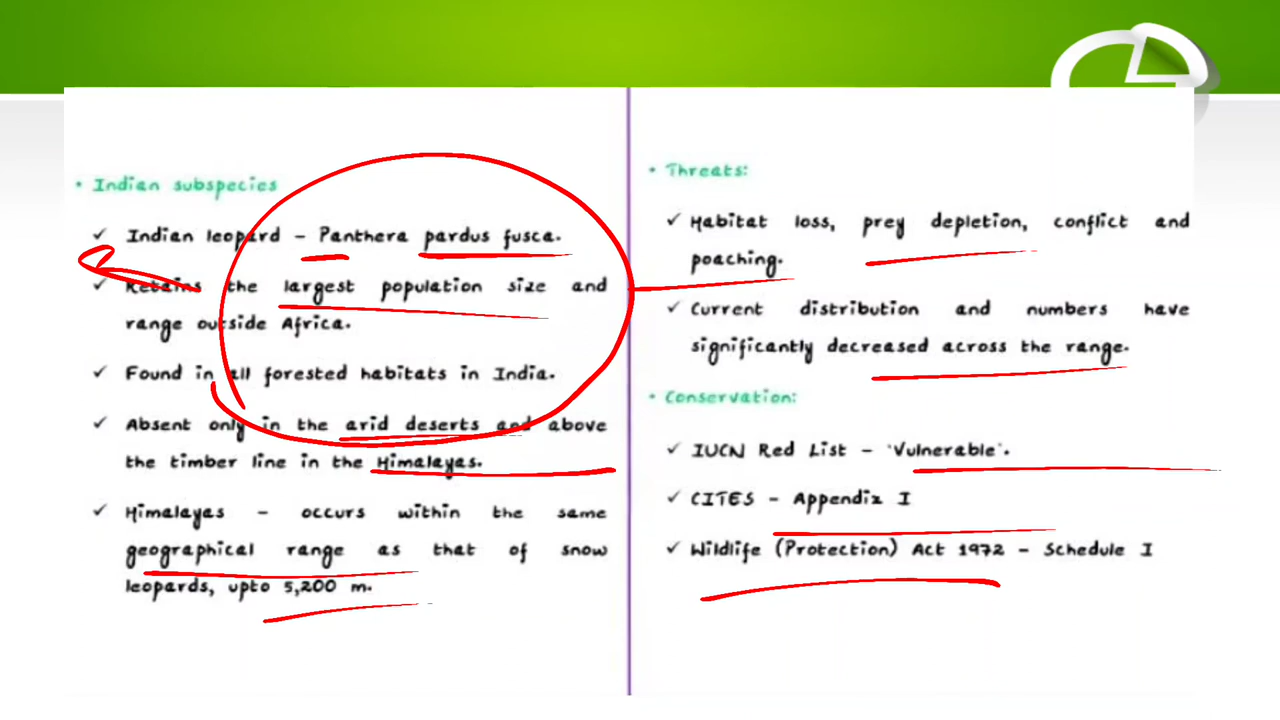 • Indian subspecies
✓ Indian leopard – Panthera pardus fusca.
✓ Retains the largest population size and
range outside Africa.
✓ Found in all forested habitats in India.
✓ Absent only in the arid deserts and above
the timber line in the Himalayas.
✓ Himalayas – occurs within the same
geographical range as that of snow
leopards, upto 5,200 m.
• Threats:
✓ Habitat loss, prey depletion, conflict and
poaching.
✓ Current distribution and numbers have
significantly decreased across the range.
• Conservation:
✓ IUCN Red List – 'Vulnerable'.
✓ CITES – Appendix I
✓ Wildlife (Protection) Act 1972 – Schedule I